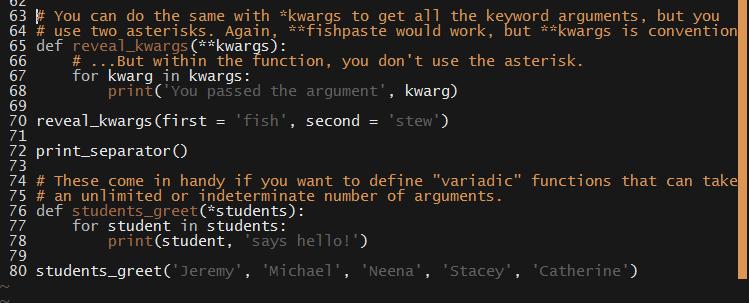 62
63 # You can do the same with *kwargs to get all the keyword arguments, but you
64 # use two asterisks. Again, **fishpaste would work, but **kwargs is convention
65 def reveal_kwargs(**kwargs):
66     # ...But within the function, you don't use the asterisk.
67     for kwarg in kwargs:
68         print('You passed the argument', kwarg)
69
70 reveal_kwargs(first = 'fish', second = 'stew')
71
72 print_separator()
73
74 # These come in handy if you want to define "variadic" functions that can take
75 # an unlimited or indeterminate number of arguments.
76 def students_greet(*students):
77     for student in students:
78         print(student, 'says hello!')
79
80 students_greet('Jeremy', 'Michael', 'Neena', 'Stacey', 'Catherine')
~
~